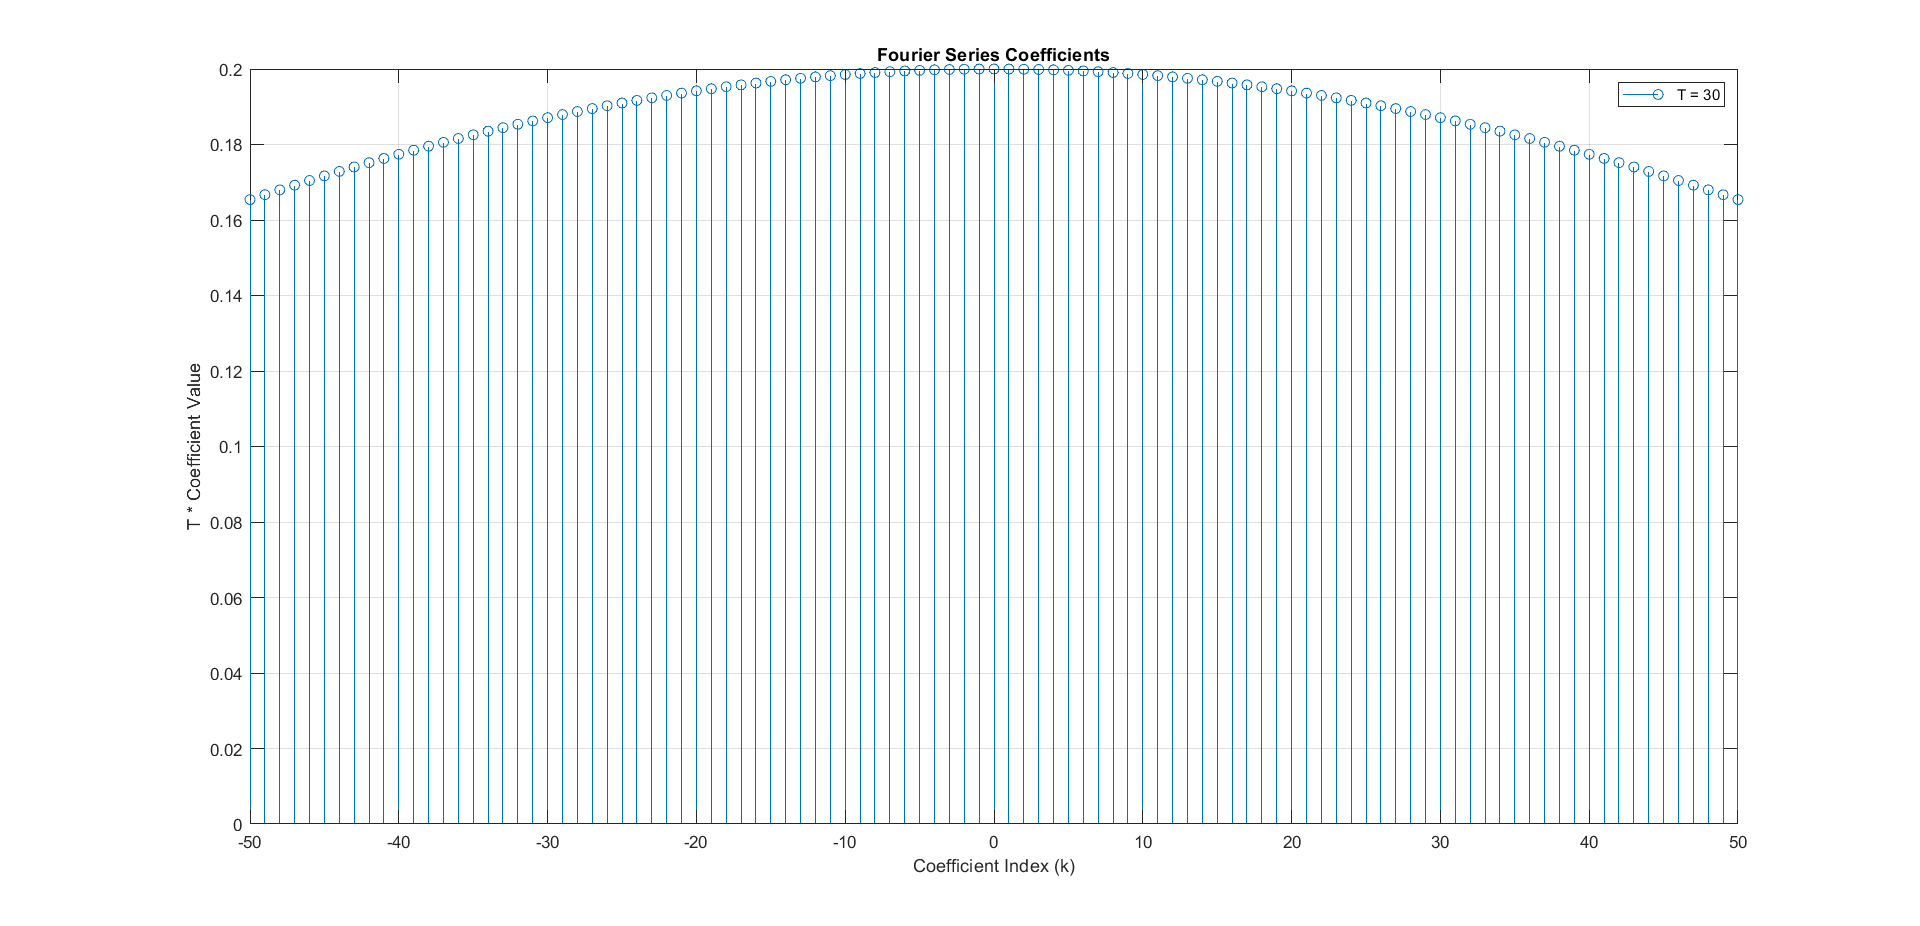 Fourier Series Coefficients
T = 30
T * Coefficient Value
0.2
0.18
0.16
0.14
0.12
0.1
0.08
0.06
0.04
0.02
0
-50 -40 -30 -20 -10 0 10 20 30 40 50
Coefficient Index (k)